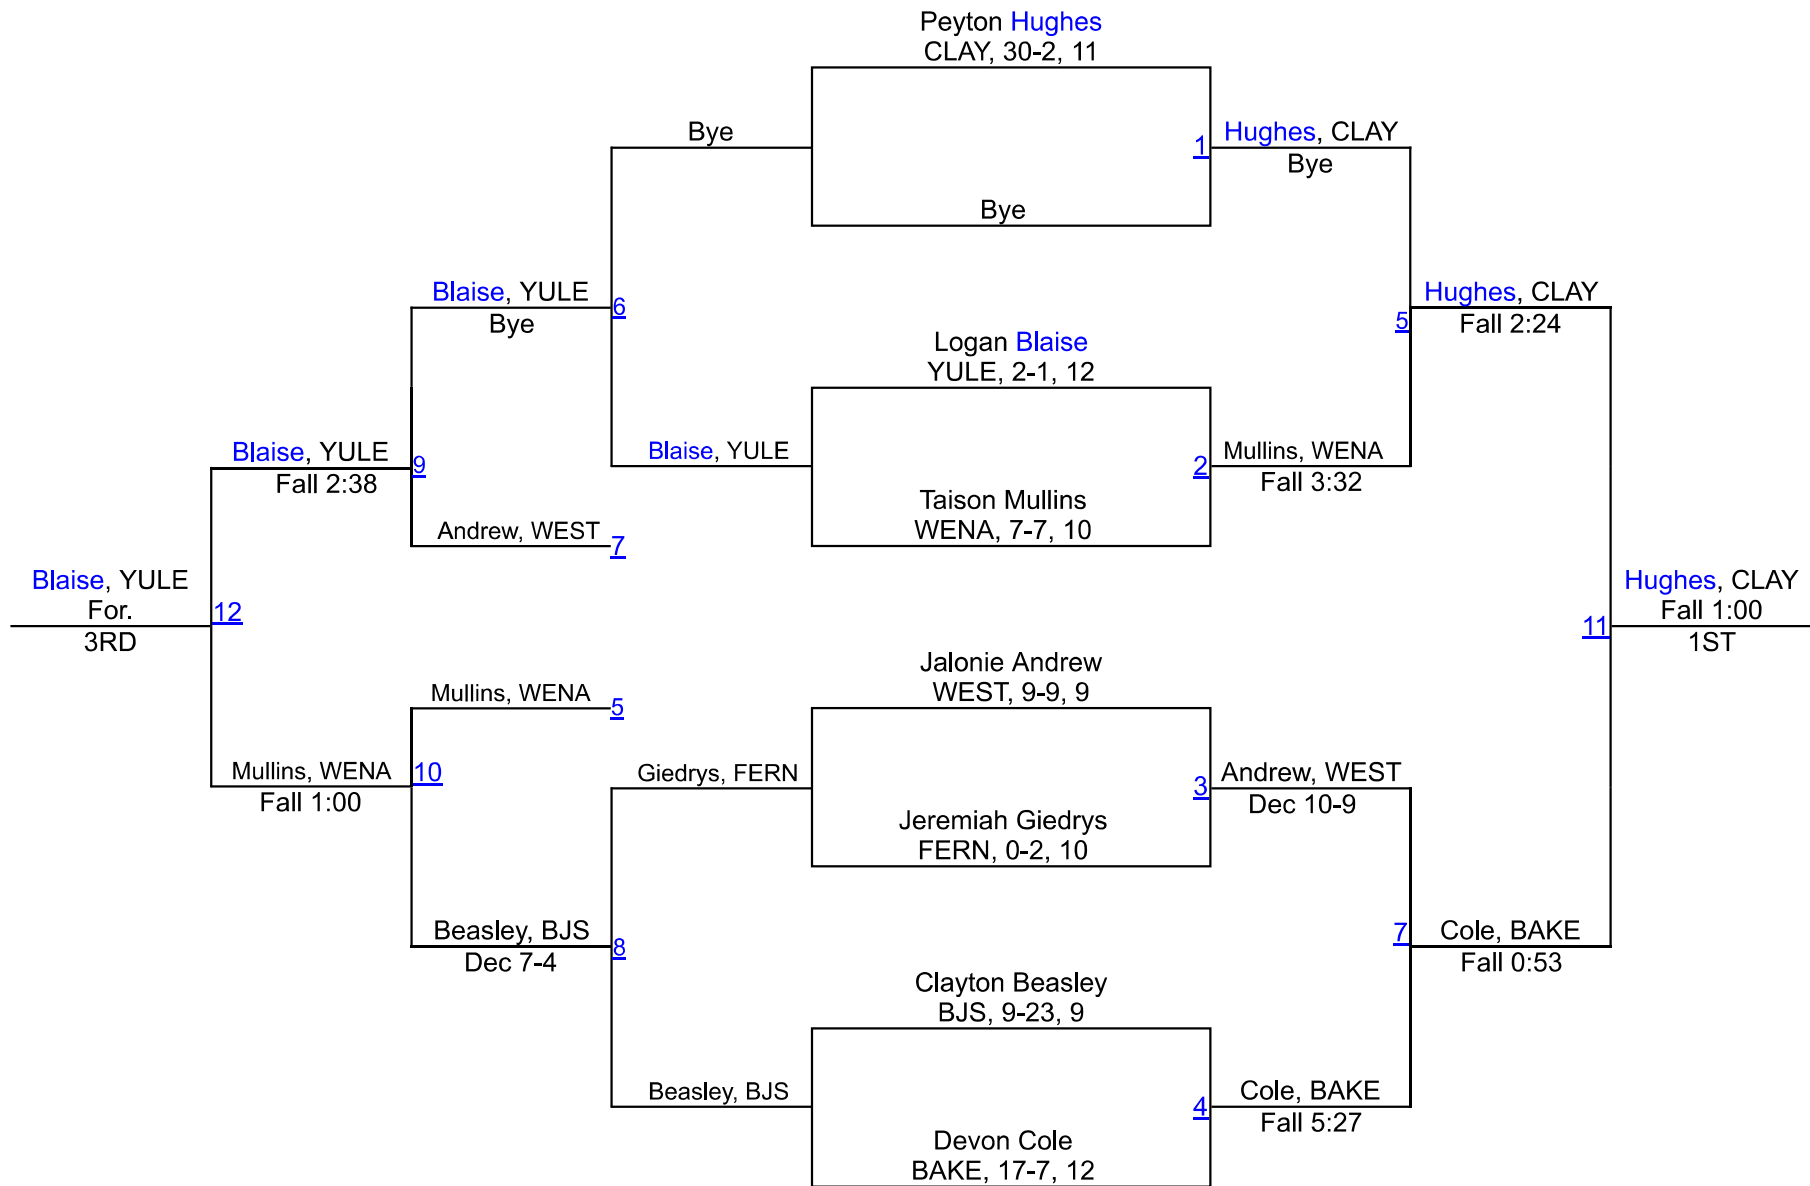 Peyton Hughes
CLAY, 30-2, 11
Bye
1
Hughes, CLAY
Bye
Bye
Blaise, YULE
Bye
6
Hughes, CLAY
Fall 2:24
5
Logan Blaise
YULE, 2-1, 12
Blaise, YULE
Fall 2:38
9
Blaise, YULE
2
Mullins, WENA
Fall 3:32
Taison Mullins
WENA, 7-7, 10
Andrew, WEST
7
Blaise, YULE
For.
3RD
12
Hughes, CLAY
Fall 1:00
1ST
11
Jalonie Andrew
WEST, 9-9, 9
Mullins, WENA
5
Mullins, WENA
Fall 1:00
10
Giedrys, FERN
3
Andrew, WEST
Dec 10-9
Jeremiah Giedrys
FERN, 0-2, 10
Beasley, BJS
Dec 7-4
8
7
Cole, BAKE
Fall 0:53
Clayton Beasley
BJS, 9-23, 9
Beasley, BJS
4
Cole, BAKE
Fall 5:27
Devon Cole
BAKE, 17-7, 12